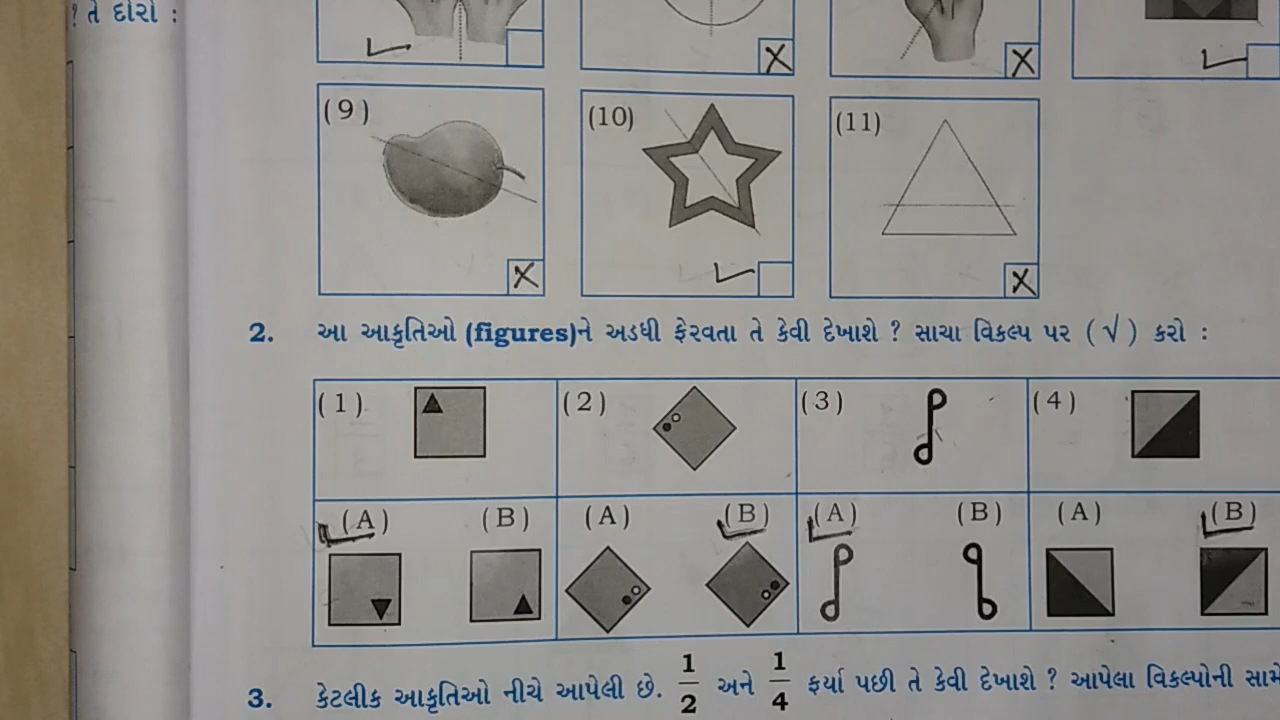 ? તે દોરો :
(9)
(10)
(11)
2. આ આકૃતિઓ (figures)ને અડધી ફેરવતા તે કેવી દેખાશે ? સાચા વિકલ્પ પર (√) કરો :
(1) (2) (3) (4)
(A) (B) (A) (B) (A) (B) (A) (B)
3. કેટલીક આકૃતિઓ નીચે આપેલી છે. 1/2 અને 1/4 ફર્યા પછી તે કેવી દેખાશે ? આપેલા વિકલ્પોની